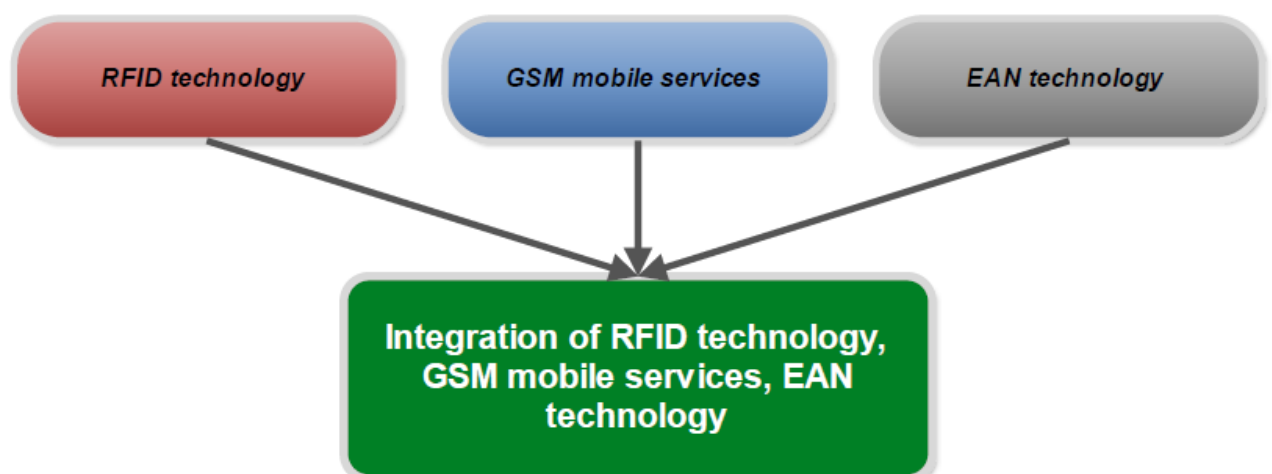 RFID technology
GSM mobile services
EAN technology
Integration of RFID technology,
GSM mobile services, EAN
technology